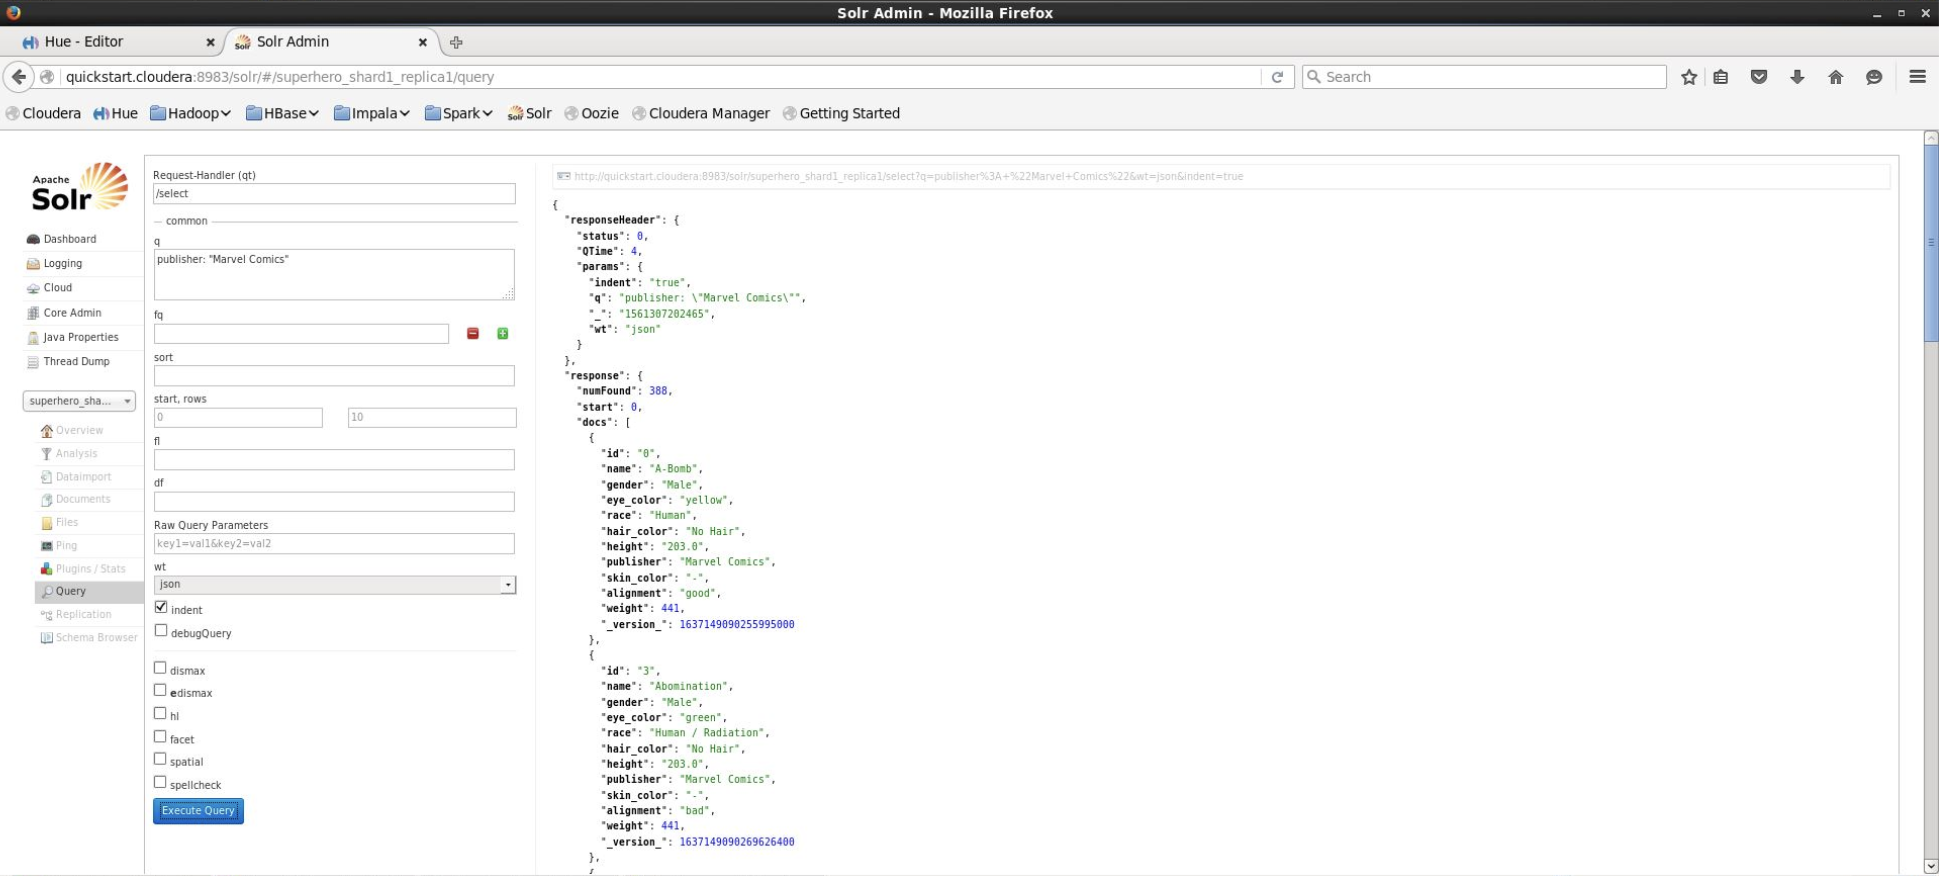 Solr Admin - Mozilla Firefox
Hue - Editor
Solr Admin
quickstart.cloudera:8983/solr/#/superhero_shard1_replica1/query
Search
Cloudera Hue Hadoop HBase Impala Spark Solr Oozie Cloudera Manager Getting Started
Apache
Solr
Dashboard
Logging
Cloud
Core Admin
Java Properties
Thread Dump
superhero_sha...
Overview
Analysis
Dataimport
Documents
Files
Ping
Plugins / Stats
Query
Replication
Schema Browser
Request-Handler (qt)
/select
common
q
publisher: "Marvel Comics"
fq
sort
start, rows
0 10
fl
df
Raw Query Parameters
key1=val1&key2=val2
wt
json
indent
debugQuery
dismax
edismax
hl
facet
spatial
spellcheck
Execute Query
http://quickstart.cloudera:8983/solr/superhero_shard1_replica1/select?q=publisher%3A+%22Marvel+Comics%22&wt=json&indent=true
{
"responseHeader": {
"status": 0,
"QTime": 4,
"params": {
"indent": "true",
"q": "publisher: \"Marvel Comics\"",
"_": "1561307202465",
"wt": "json"
}
},
"response": {
"numFound": 388,
"start": 0,
"docs": [
{
"id": "0",
"name": "A-Bomb",
"gender": "Male",
"eye_color": "yellow",
"race": "Human",
"hair_color": "No Hair",
"height": "203.0",
"publisher": "Marvel Comics",
"skin_color": "-",
"alignment": "good",
"weight": 441,
"_version_": 1637149090255995000
},
{
"id": "3",
"name": "Abomination",
"gender": "Male",
"eye_color": "green",
"race": "Human / Radiation",
"hair_color": "No Hair",
"height": "203.0",
"publisher": "Marvel Comics",
"skin_color": "-",
"alignment": "bad",
"weight": 441,
"_version_": 1637149090269626400
},
{